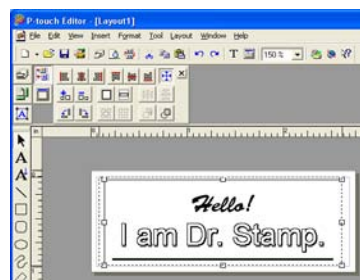 P-touch Editor - [Layout1]
File Edit View Insert Format Tool Layout Window Help
150 %
Hello!
I am Dr. Stamp.